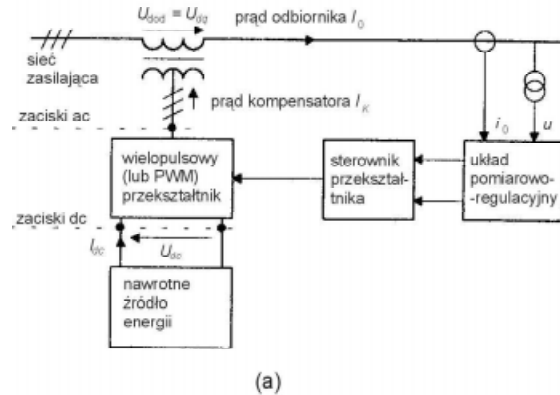 U_dod = U_dq
prąd odbiornika I_0
sieć
zasilająca
prąd kompensatora I_K
zaciski ac
i_0
u
wielopulsowy
(lub PWM)
przekształtnik
sterownik
przekształ-
tnika
układ
pomiarowo-
-regulacyjny
zaciski dc
I_dc
U_dc
nawrotne
źródło
energii
(a)